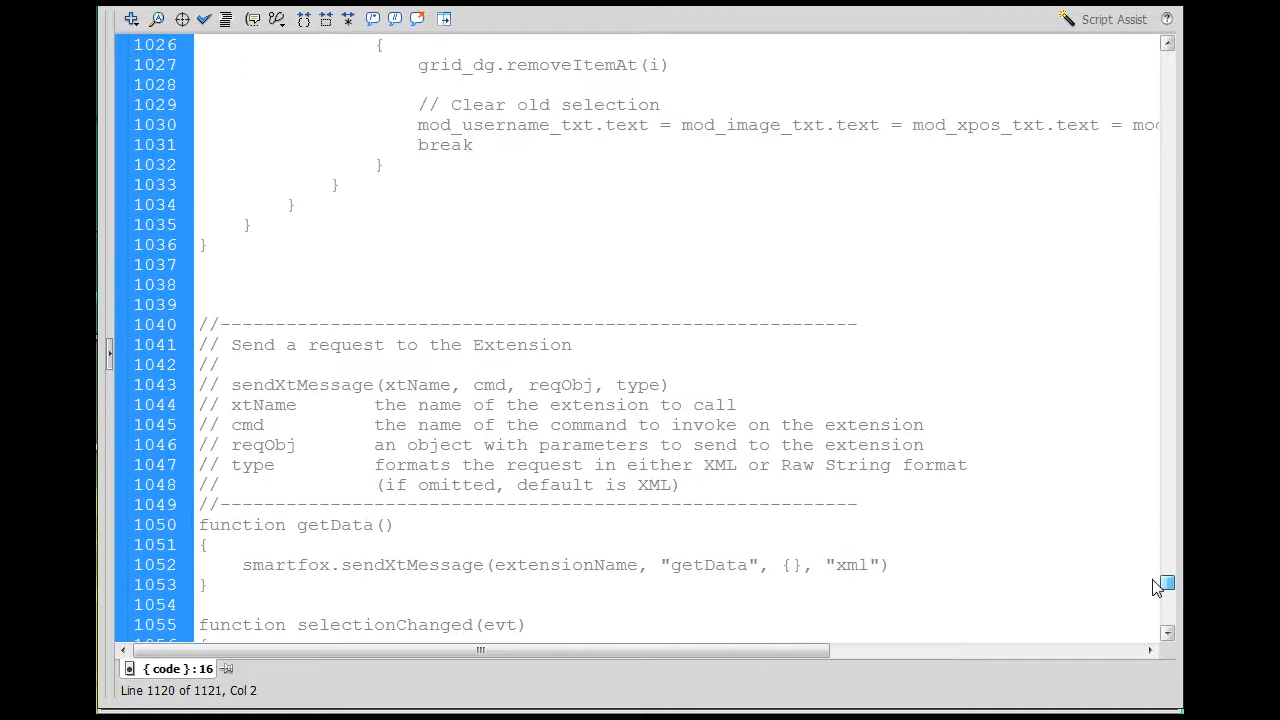 Script Assist
1026 {
1027 grid_dg.removeItemAt(i)
1028
1029 // Clear old selection
1030 mod_username_txt.text = mod_image_txt.text = mod_xpos_txt.text =
1031 break
1032 }
1033 }
1034 }
1035 }
1036 }
1037
1038
1039
1040 //----------------------------------------------------------
1041 // Send a request to the Extension
1042 //
1043 // sendXtMessage(xtName, cmd, reqObj, type)
1044 // xtName the name of the extension to call
1045 // cmd the name of the command to invoke on the extension
1046 // reqObj an object with parameters to send to the extension
1047 // type formats the request in either XML or Raw String format
1048 // (if omitted, default is XML)
1049 //----------------------------------------------------------
1050 function getData()
1051 {
1052 smartfox.sendXtMessage(extensionName, "getData", {}, "xml")
1053 }
1054
1055 function selectionChanged(evt)
{ code } : 16
Line 1120 of 1121, Col 2